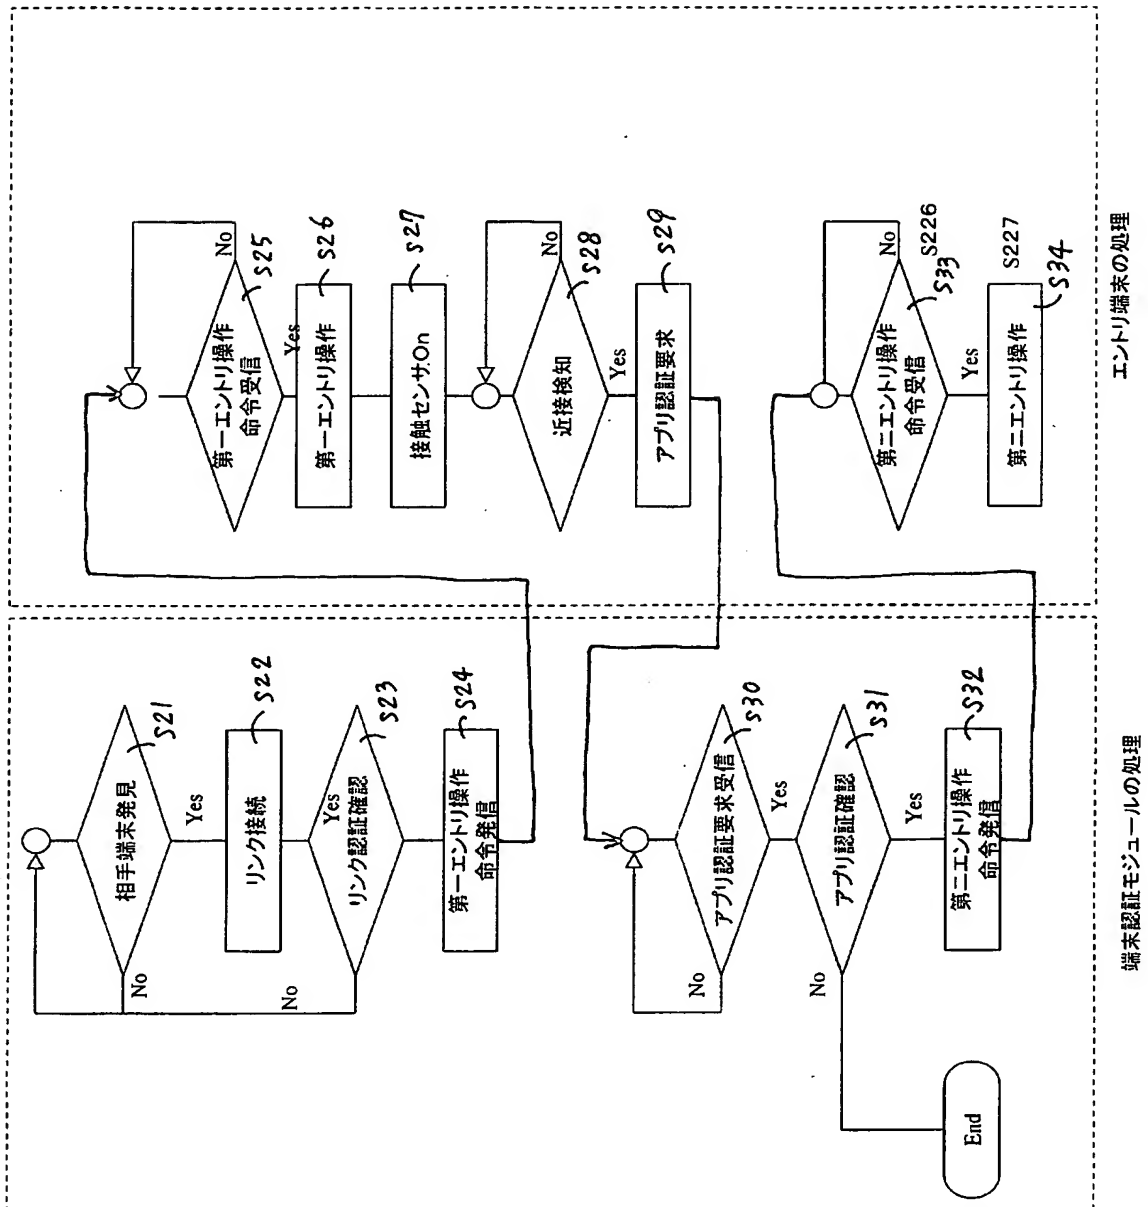 相手端末発見
S21
Yes
No
リンク接続
S22
リンク認証確認
S23
Yes
No
第一エントリ操作
命令発信
S24
アプリ認証要求受信
S30
Yes
No
アプリ認証確認
S31
Yes
No
第二エントリ操作
命令発信
S32
End
端末認証モジュールの処理
第一エントリ操作
命令受信
S25
No
Yes
第一エントリ操作
S26
接触センサOn
S27
近接検知
S28
No
Yes
アプリ認証要求
S29
第二エントリ操作
命令受信
S226
S33
No
Yes
第二エントリ操作
S227
S34
エントリ端末の処理